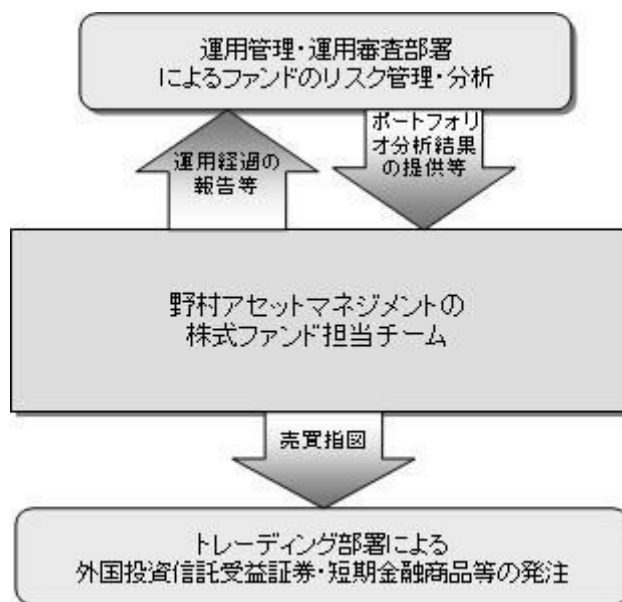 運用管理・運用審査部署
によるファンドのリスク管理・分析
運用経過の
報告等
ポートフォリ
オ分析結果
の提供等
野村アセットマネジメントの
株式ファンド担当チーム
売買指図
トレーディング部署による
外国投資信託受益証券・短期金融商品等の発注